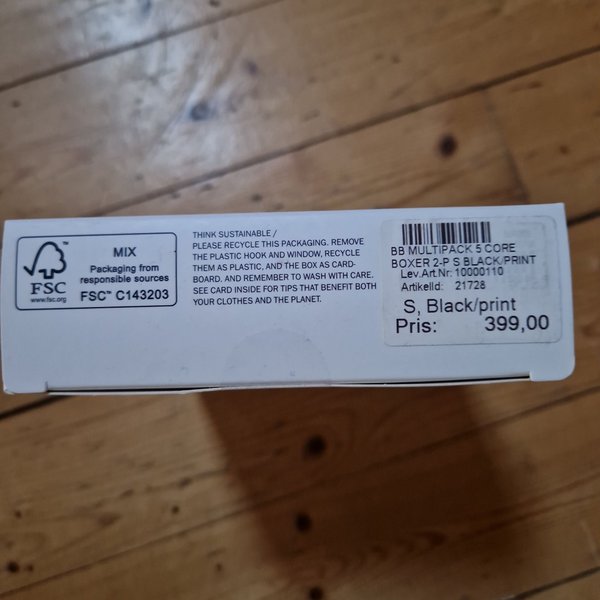 FSC™
www.fsc.org
MIX
Packaging from
responsible sources
FSC™ C143203
THINK SUSTAINABLE /
PLEASE RECYCLE THIS PACKAGING. REMOVE
THE PLASTIC HOOK AND WINDOW, RECYCLE
THEM AS PLASTIC, AND THE BOX AS CARD-
BOARD. AND REMEMBER TO WASH WITH CARE.
SEE CARD INSIDE FOR TIPS THAT BENEFIT BOTH
YOUR CLOTHES AND THE PLANET.
BB MULTIPACK 5 CORE
BOXER 2-P S BLACK/PRINT
Lev.Art.Nr: 10000110
ArtikelId: 21728
S, Black/print
Pris: 399,00